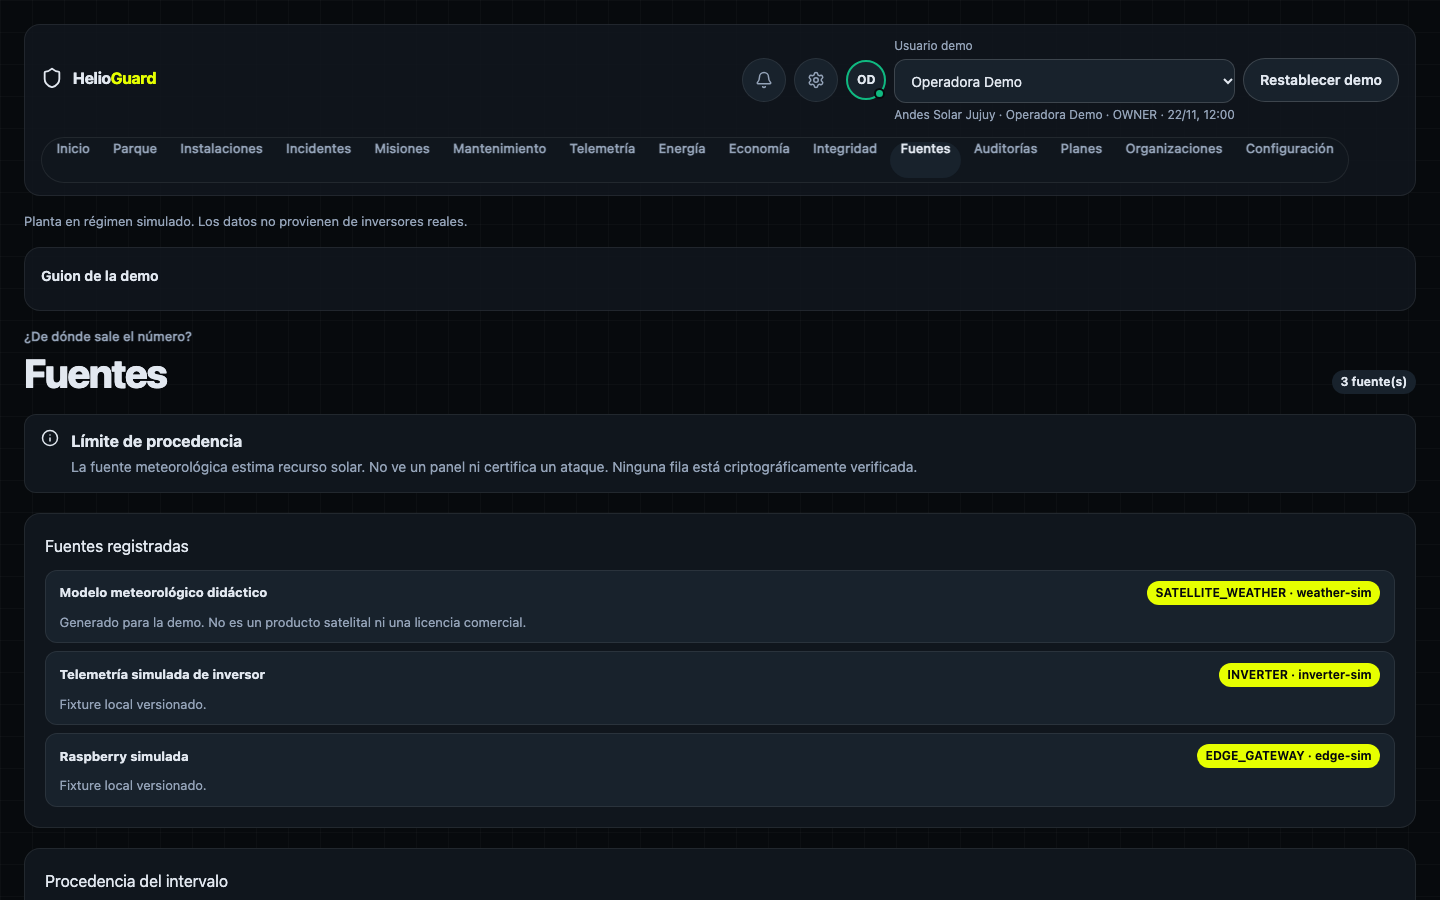 HelioGuard
OD
Usuario demo
Operadora Demo
Restablecer demo
Andes Solar Jujuy · Operadora Demo · OWNER · 22/11, 12:00
Inicio Parque Instalaciones Incidentes Misiones Mantenimiento Telemetría Energía Economía Integridad Fuentes Auditorías Planes Organizaciones Configuración
Planta en régimen simulado. Los datos no provienen de inversores reales.
Guion de la demo
¿De dónde sale el número?
Fuentes
3 fuente(s)
Límite de procedencia
La fuente meteorológica estima recurso solar. No ve un panel ni certifica un ataque. Ninguna fila está criptográficamente verificada.
Fuentes registradas
Modelo meteorológico didáctico
SATELLITE_WEATHER · weather-sim
Generado para la demo. No es un producto satelital ni una licencia comercial.
Telemetría simulada de inversor
INVERTER · inverter-sim
Fixture local versionado.
Raspberry simulada
EDGE_GATEWAY · edge-sim
Fixture local versionado.
Procedencia del intervalo